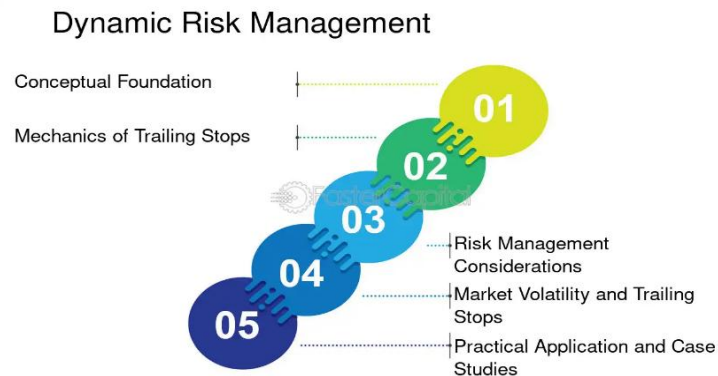 Dynamic Risk Management
Conceptual Foundation
01
Mechanics of Trailing Stops
02
FasterCapital
03
Risk Management
Considerations
04
Market Volatility and Trailing
Stops
05
Practical Application and Case
Studies